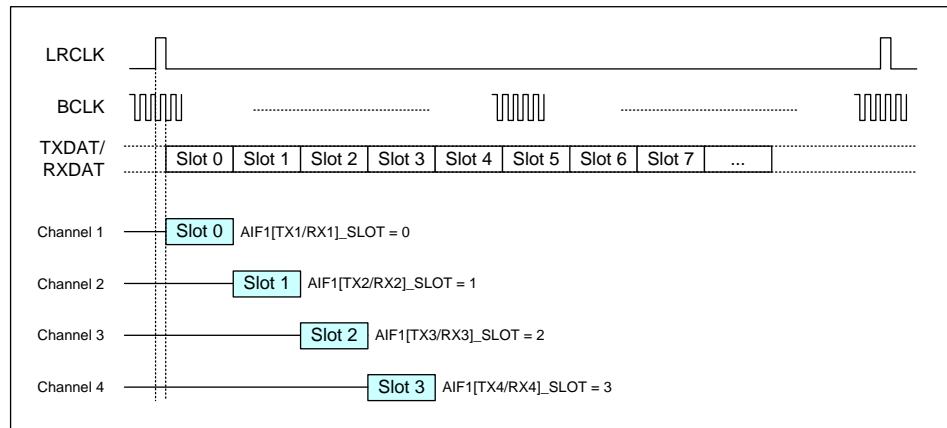 LRCLK
BCLK
TXDAT/
RXDAT
Slot 0 Slot 1 Slot 2 Slot 3 Slot 4 Slot 5 Slot 6 Slot 7 ...
Channel 1 Slot 0 AIF1[TX1/RX1]_SLOT = 0
Channel 2 Slot 1 AIF1[TX2/RX2]_SLOT = 1
Channel 3 Slot 2 AIF1[TX3/RX3]_SLOT = 2
Channel 4 Slot 3 AIF1[TX4/RX4]_SLOT = 3